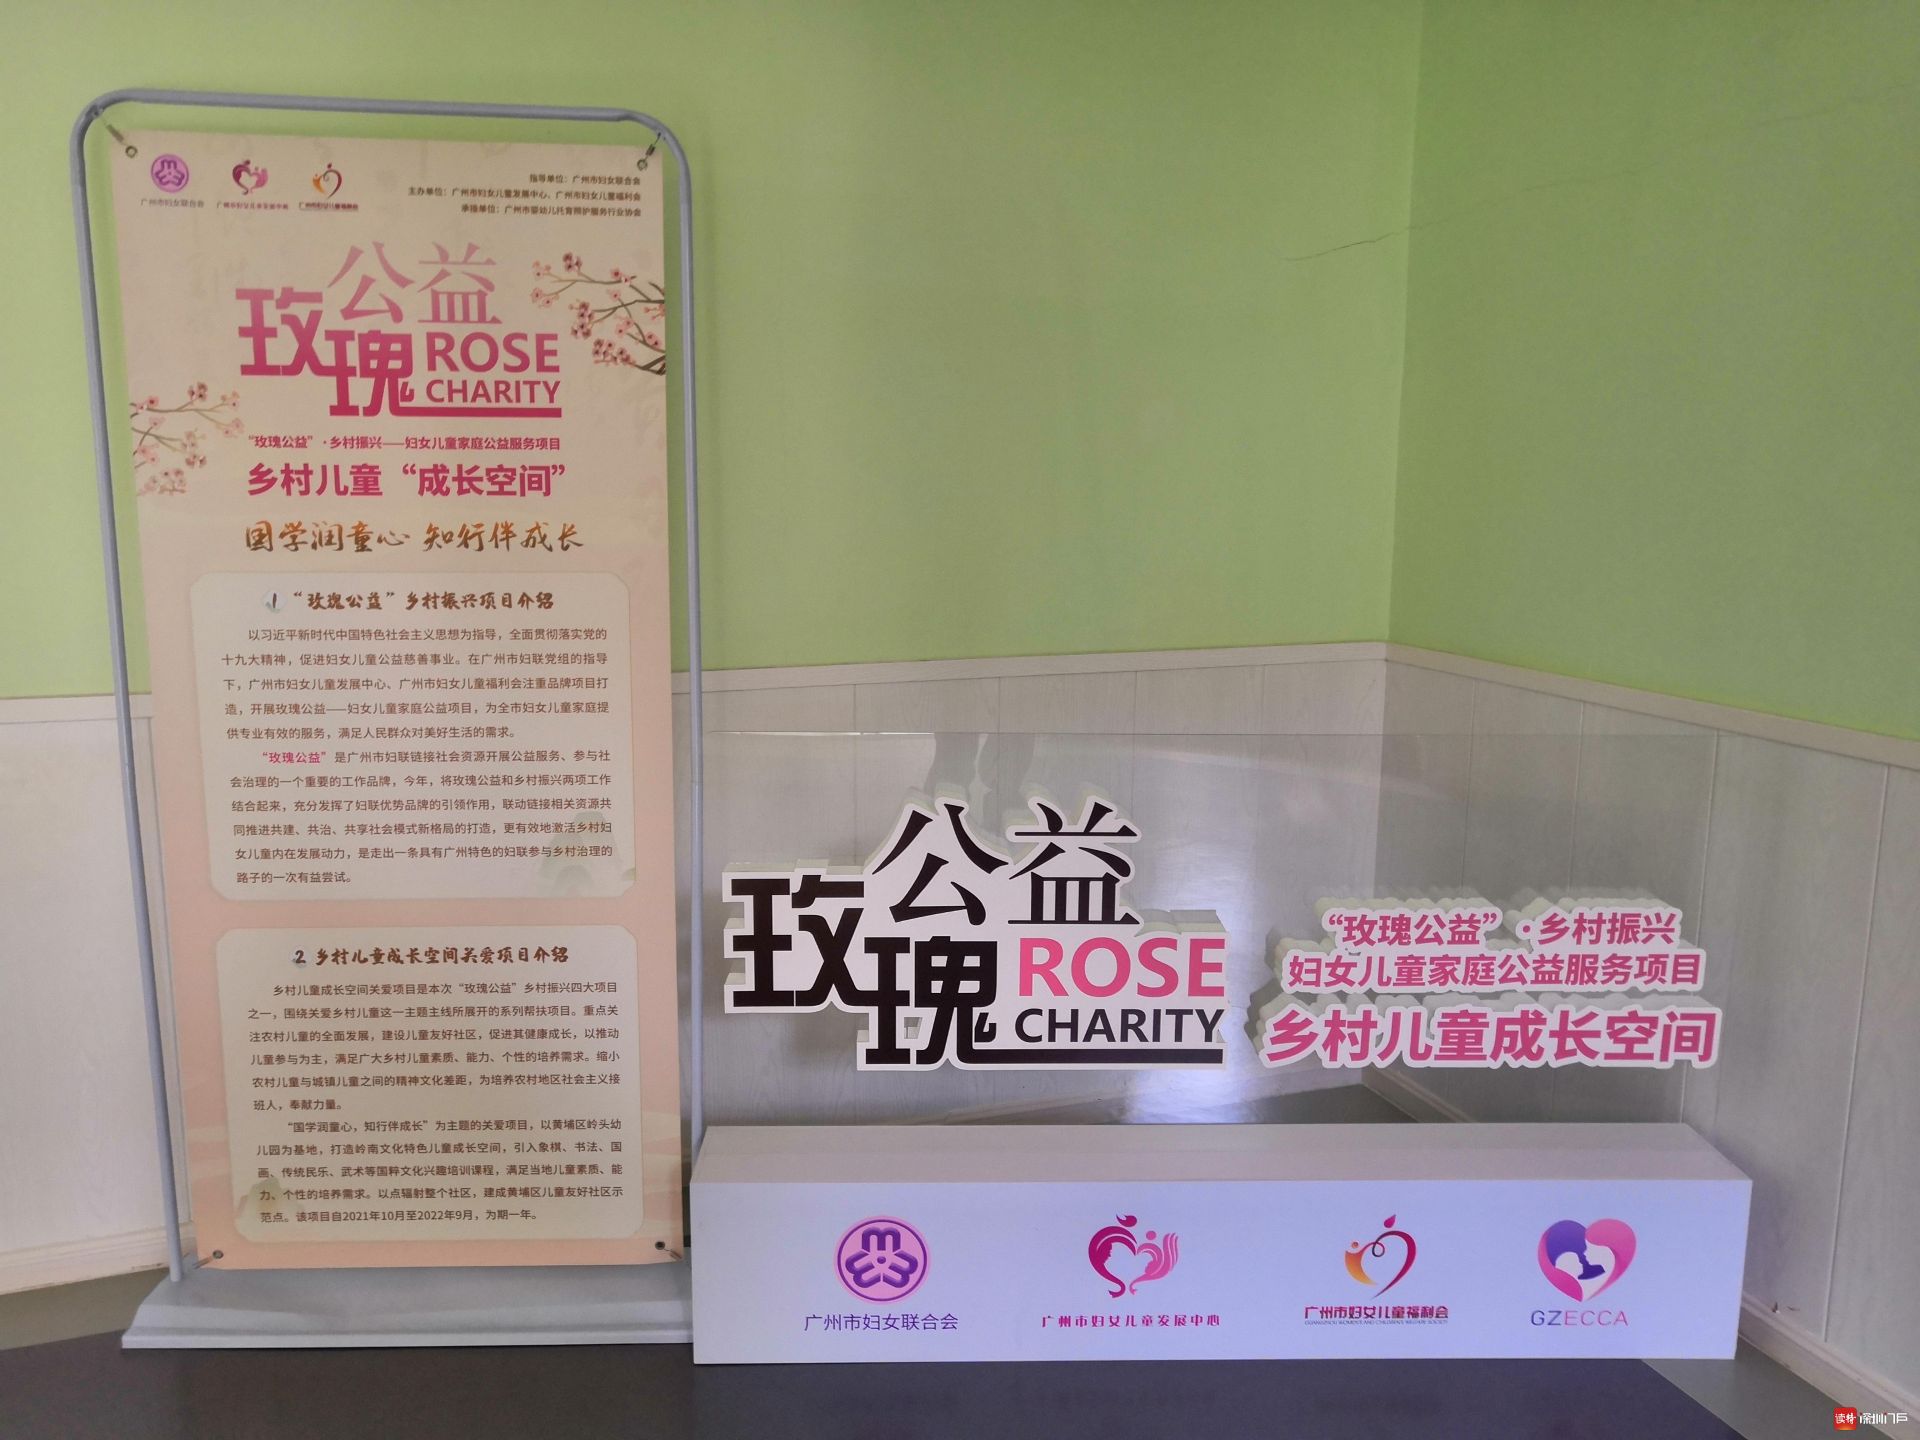 广州市妇女联合会
广州市妇女儿童发展中心
广州市妇女儿童福利会
指导单位：广州市妇女联合会
主办单位：广州市妇女儿童发展中心、广州市妇女儿童福利会
承接单位：广州市婴幼儿托育照护服务行业协会
公益
玫瑰
ROSE
CHARITY
“玫瑰公益”·乡村振兴——妇女儿童家庭公益服务项目
乡村儿童“成长空间”
国学润童心 知行伴成长
1 “玫瑰公益”乡村振兴项目介绍
以习近平新时代中国特色社会主义思想为指导，全面贯彻落实党的
十九大精神，促进妇女儿童公益慈善事业。在广州市妇联党组的指导
下，广州市妇女儿童发展中心、广州市妇女儿童福利会注重品牌项目打
造，开展玫瑰公益——妇女儿童家庭公益项目，为全市妇女儿童家庭提
供专业有效的服务，满足人民群众对美好生活的需求。
“玫瑰公益”是广州市妇联链接社会资源开展公益服务、参与社
会治理的一个重要的工作品牌，今年，将玫瑰公益和乡村振兴两项工作
结合起来，充分发挥了妇联优势品牌的引领作用，联动链接相关资源共
同推进共建、共治、共享社会模式新格局的打造，更有效地激活乡村妇
女儿童内在发展动力，是走出一条具有广州特色的妇联参与乡村治理的
路子的一次有益尝试。
2 乡村儿童成长空间关爱项目介绍
乡村儿童成长空间关爱项目是本次“玫瑰公益”乡村振兴四大项目
之一，围绕关爱乡村儿童这一主题主线所展开的系列帮扶项目。重点关
注农村儿童的全面发展，建设儿童友好社区，促进其健康成长，以推动
儿童参与为主，满足广大乡村儿童素质、能力、个性的培养需求。缩小
农村儿童与城镇儿童之间的精神文化差距，为培养农村地区社会主义接
班人，奉献力量。
“国学润童心，知行伴成长”为主题的关爱项目，以黄埔区岭头幼
儿园为基地，打造岭南文化特色儿童成长空间，引入象棋、书法、国
画、传统民乐、武术等国粹文化兴趣培训课程，满足当地儿童素质、能
力、个性的培养需求。以点辐射整个社区，建成黄埔区儿童友好社区示
范点。该项目自2021年10月至2022年9月，为期一年。
公益
玫瑰
ROSE
CHARITY
“玫瑰公益”·乡村振兴
妇女儿童家庭公益服务项目
乡村儿童成长空间
广州市妇女联合会
广州市妇女儿童发展中心
广州市妇女儿童福利会
GUANGZHOU WOMEN'S AND CHILDREN'S WELFARE SOCIETY
GZECCA
读特 深圳门户